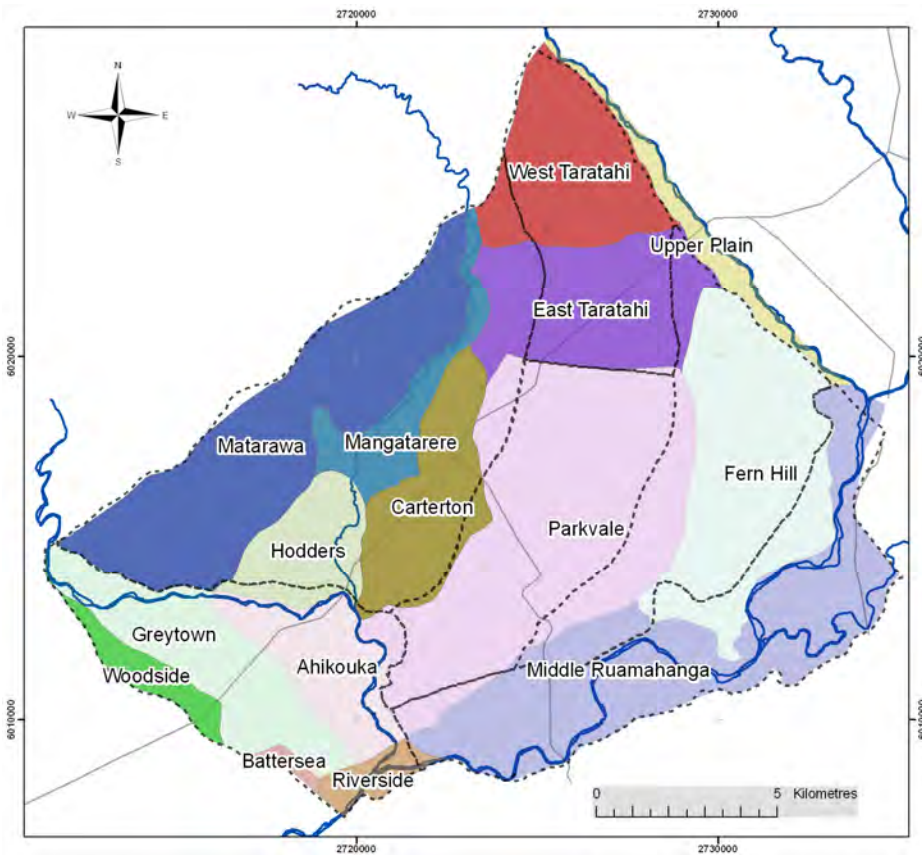 2720000
2730000
N
W
E
S
West Taratahi
Upper Plain
East Taratahi
6020000
Matarawa
Mangatarere
Fern Hill
Carterton
Parkvale
Hodders
Greytown
Ahikouka
Woodside
Middle Ruamahanga
6010000
Battersea
Riverside
0
5
Kilometres
2720000
2730000